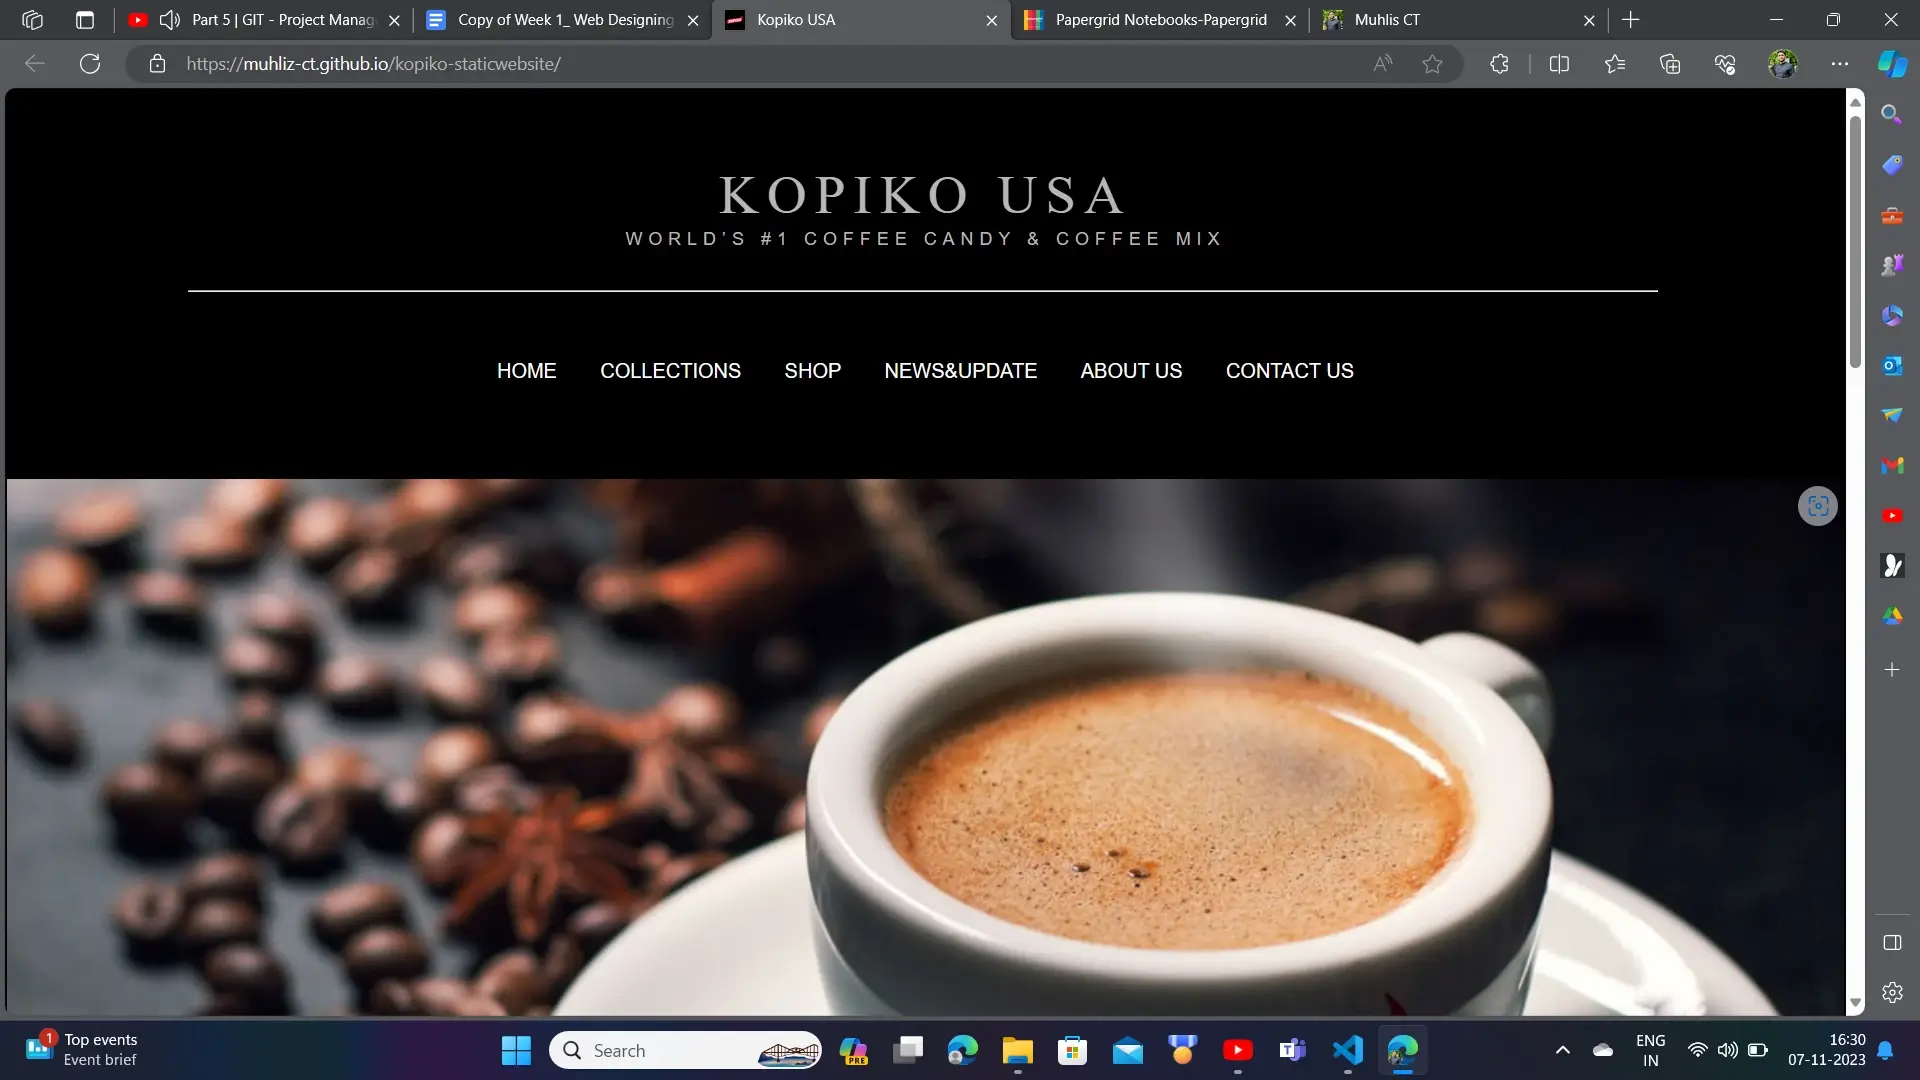 Part 5 | GIT - Project Manag
Copy of Week 1_ Web Designing
Kopiko USA
Papergrid Notebooks-Papergrid
Muhlis CT
https://muhliz-ct.github.io/kopiko-staticwebsite/
KOPIKO USA
WORLD'S #1 COFFEE CANDY & COFFEE MIX
HOME
COLLECTIONS
SHOP
NEWS&UPDATE
ABOUT US
CONTACT US
1
Top events
Event brief
Search
PRE
ENG
IN
16:30
07-11-2023